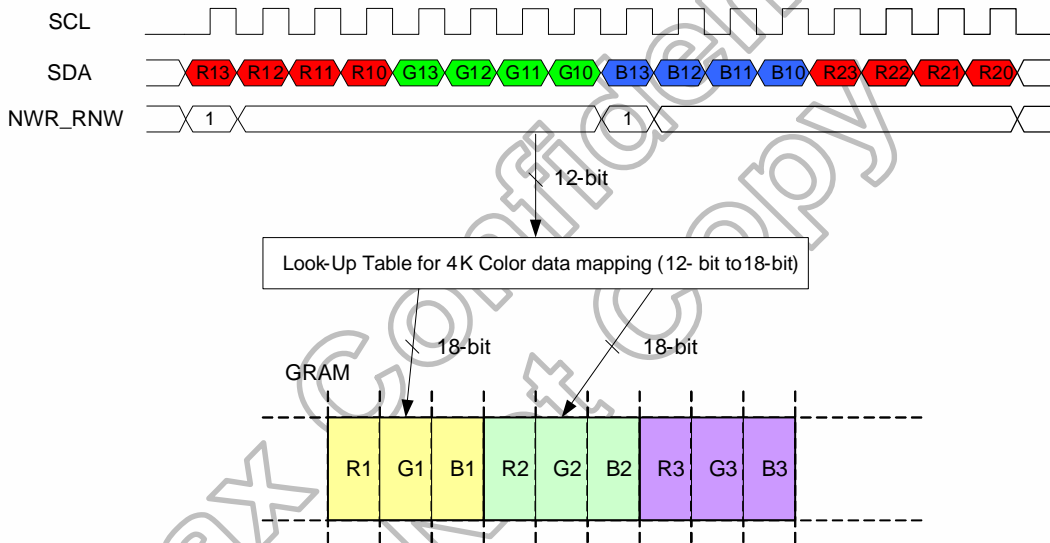 SCL
SDA R13 R12 R11 R10 G13 G12 G11 G10 B13 B12 B11 B10 R23 R22 R21 R20
NWR_RNW 1 1
12-bit
Look-Up Table for 4K Color data mapping (12- bit to18-bit)
18-bit 18-bit
GRAM
R1 G1 B1 R2 G2 B2 R3 G3 B3